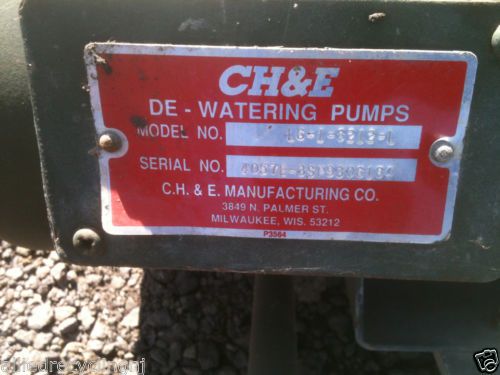 CH&E
DE - WATERING PUMPS
MODEL NO.
SERIAL NO.
C.H. & E. MANUFACTURING CO.
3849 N. PALMER ST.
MILWAUKEE, WIS. 53212
P3564